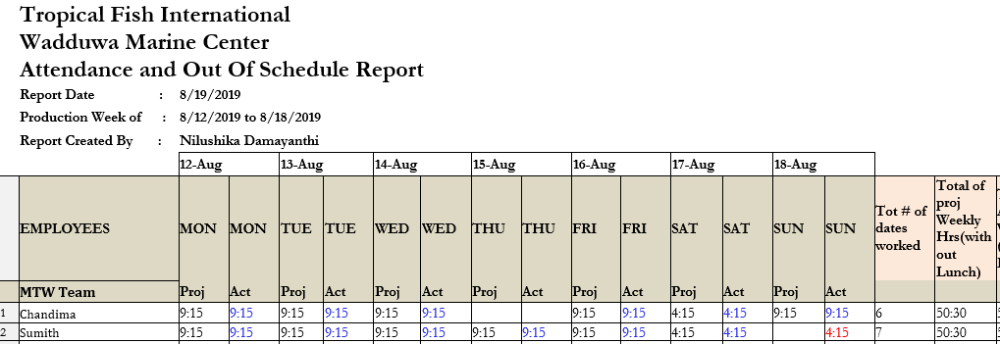 Tropical Fish International
Wadduwa Marine Center
Attendance and Out Of Schedule Report
Report Date : 8/19/2019
Production Week of : 8/12/2019 to 8/18/2019
Report Created By : Nilushika Damayanthi
12-Aug 13-Aug 14-Aug 15-Aug 16-Aug 17-Aug 18-Aug
EMPLOYEES MON MON TUE TUE WED WED THU THU FRI FRI SAT SAT SUN SUN
Tot # of
dates
worked
Total of
proj
Weekly
Hrs(with
out
Lunch)
MTW Team Proj Act Proj Act Proj Act Proj Act Proj Act Proj Act Proj Act
1 Chandima 9:15 9:15 9:15 9:15 9:15 9:15 9:15 9:15 4:15 4:15 9:15 9:15 6 50:30
2 Sumith 9:15 9:15 9:15 9:15 9:15 9:15 9:15 9:15 9:15 9:15 4:15 4:15 4:15 7 50:30